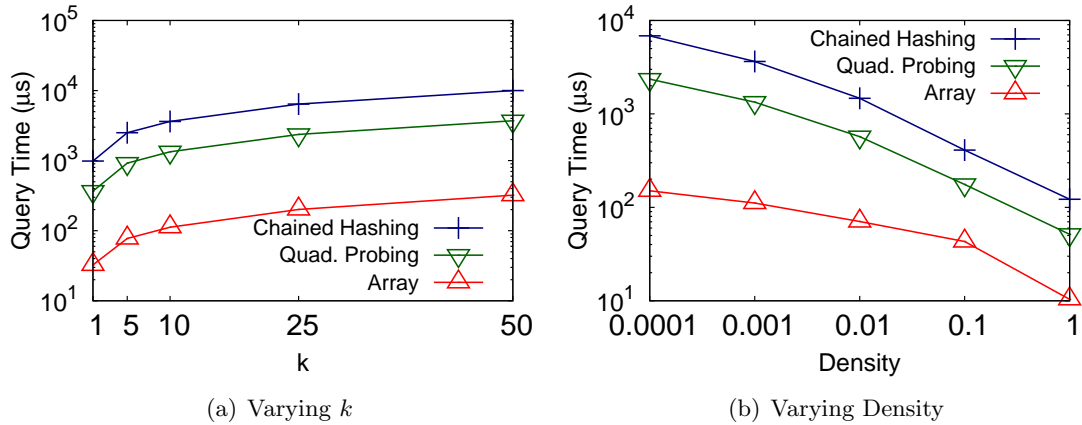 10^5
10^4
10^3
10^2
10^1
Query Time (μs)
Chained Hashing
Quad. Probing
Array
1 5 10 25 50
k
(a) Varying k
10^4
10^3
10^2
10^1
Query Time (μs)
Chained Hashing
Quad. Probing
Array
0.0001 0.001 0.01 0.1 1
Density
(b) Varying Density